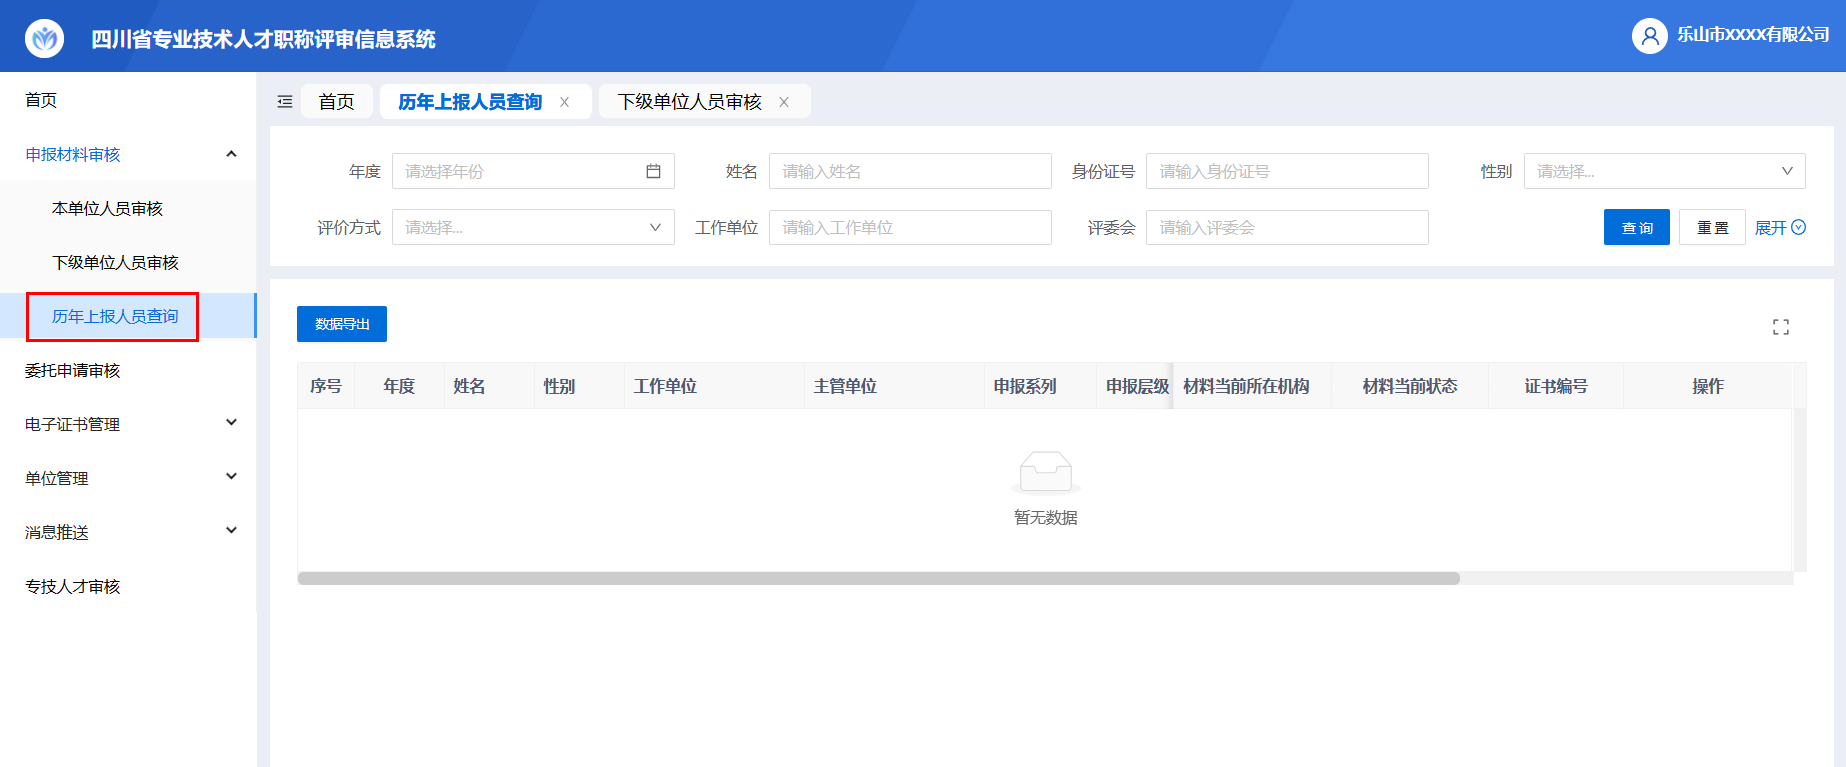 四川省专业技术人才职称评审信息系统
乐山市XXXX有限公司
首页
申报材料审核
本单位人员审核
下级单位人员审核
历年上报人员查询
委托申请审核
电子证书管理
单位管理
消息推送
专技人才审核
首页 历年上报人员查询 x 下级单位人员审核 x
年度 请选择年份 姓名 请输入姓名 身份证号 请输入身份证号 性别 请选择...
评价方式 请选择... 工作单位 请输入工作单位 评委会 请输入评委会 查询 重置 展开
数据导出
序号 年度 姓名 性别 工作单位 主管单位 申报系列 申报层级 材料当前所在机构 材料当前状态 证书编号 操作
暂无数据